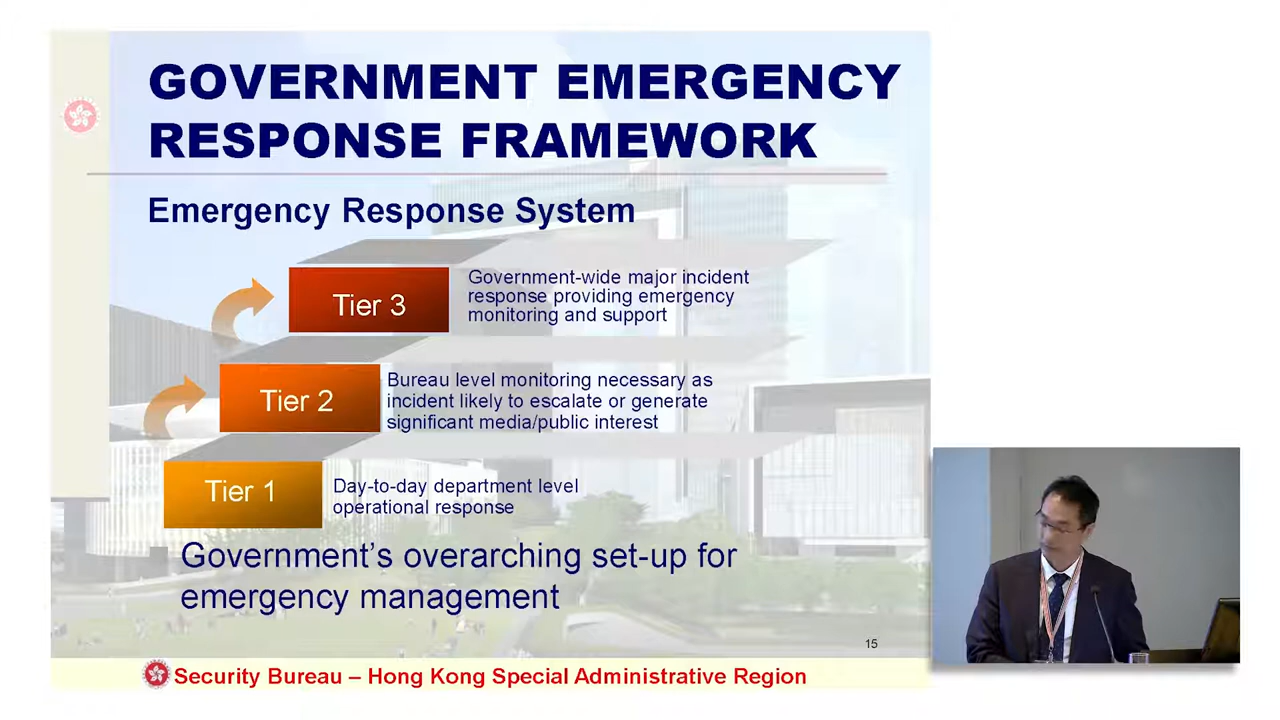 GOVERNMENT EMERGENCY
RESPONSE FRAMEWORK
Emergency Response System
Tier 3
Government-wide major incident
response providing emergency
monitoring and support
Tier 2
Bureau level monitoring necessary as
incident likely to escalate or generate
significant media/public interest
Tier 1
Day-to-day department level
operational response
Government’s overarching set-up for
emergency management
15
Security Bureau – Hong Kong Special Administrative Region